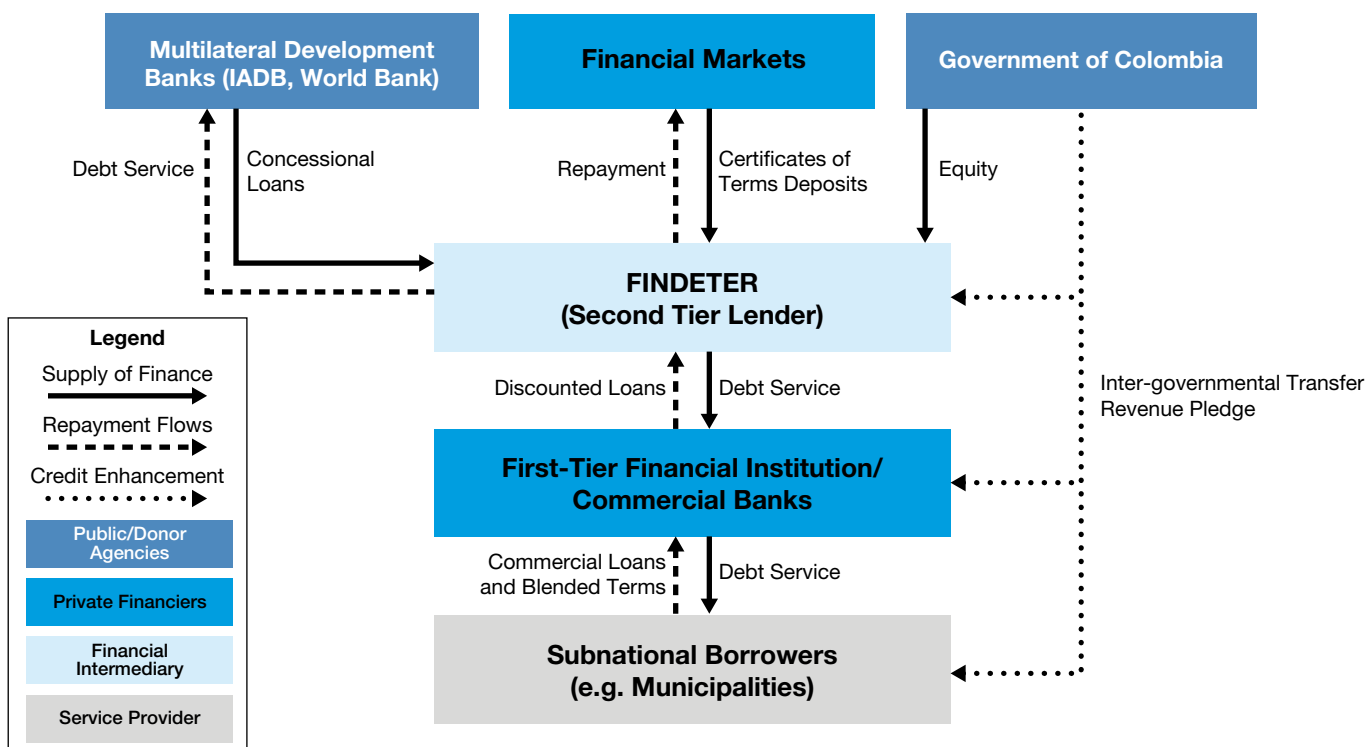 Multilateral Development
Banks (IADB, World Bank)
Financial Markets
Government of Colombia
Debt Service
Concessional
Loans
Repayment
Certificates of
Terms Deposits
Equity
FINDETER
(Second Tier Lender)
Legend
Supply of Finance
Repayment Flows
Credit Enhancement
Public/Donor
Agencies
Private Financiers
Financial
Intermediary
Service Provider
Discounted Loans
Debt Service
Inter-governmental Transfer
Revenue Pledge
First-Tier Financial Institution/
Commercial Banks
Commercial Loans
and Blended Terms
Debt Service
Subnational Borrowers
(e.g. Municipalities)